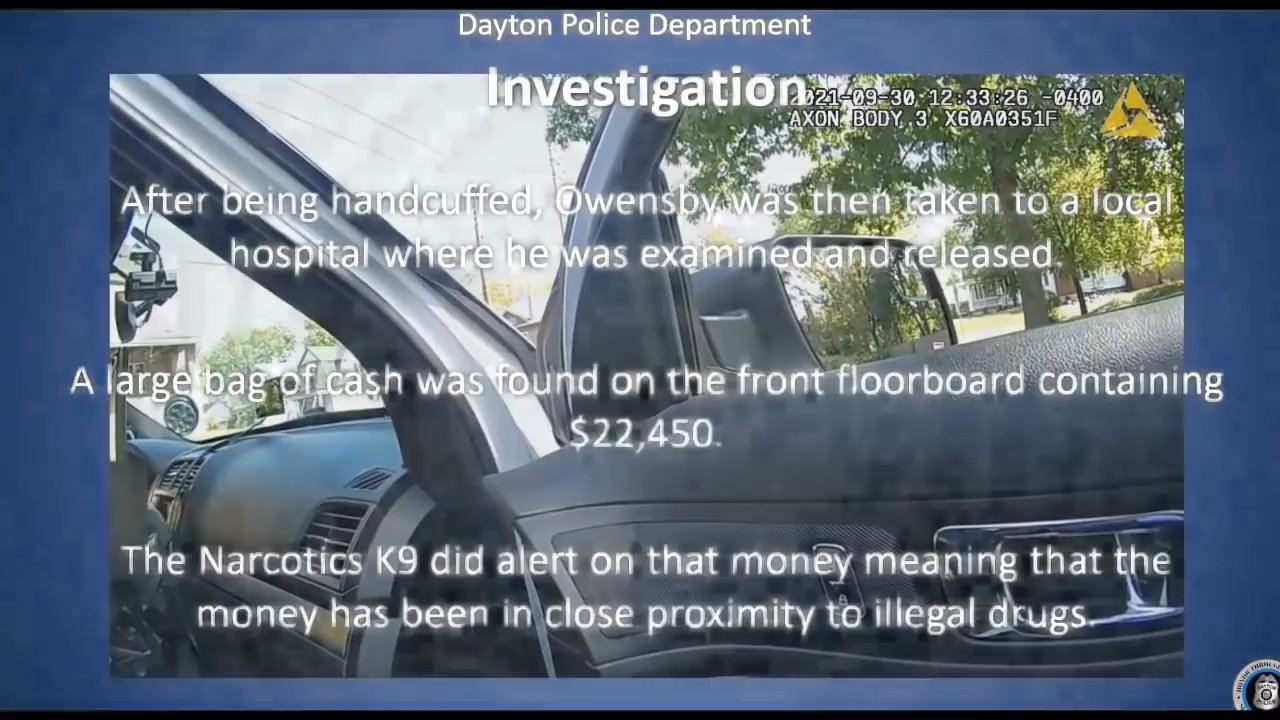 Dayton Police Department
Investigation
2021-09-30 12:33:26 -0400
AXON BODY 3 X60A0351F
After being handcuffed, Owensby was then taken to a local
hospital where he was examined and released.
A large bag of cash was found on the front floorboard containing
$22,450.
The Narcotics K9 did alert on that money meaning that the
money has been in close proximity to illegal drugs.